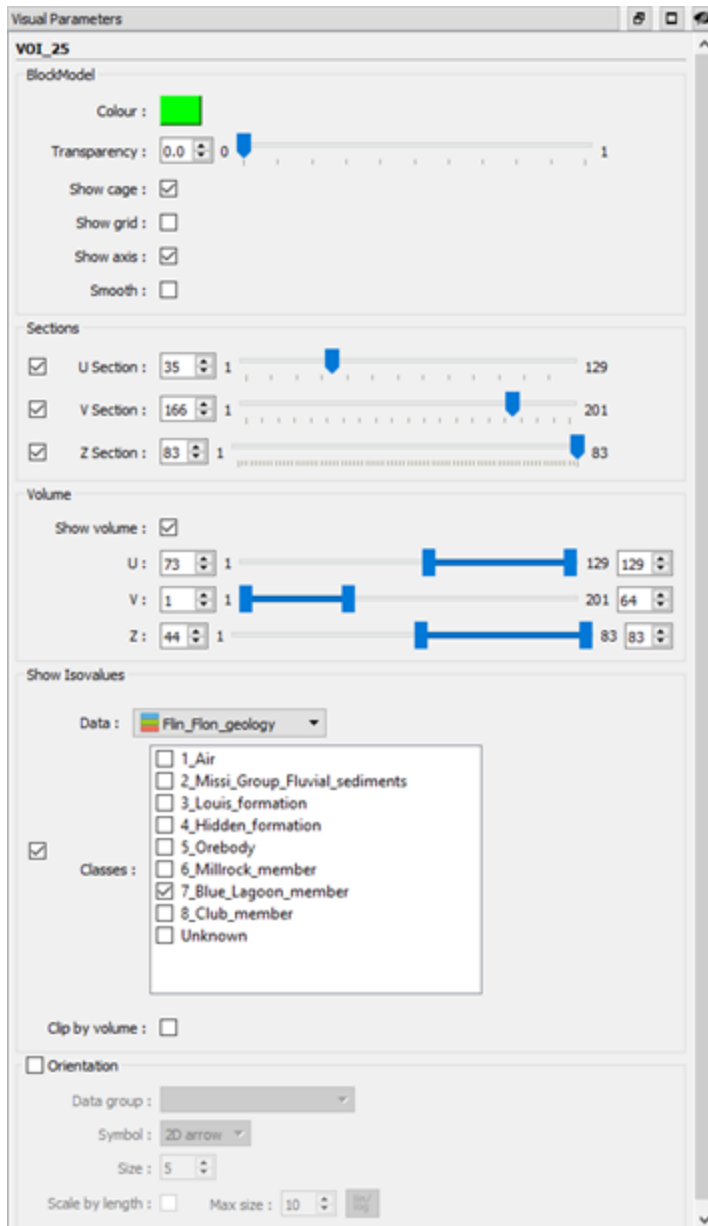 Visual Parameters
VOI_25
BlockModel
Colour :
Transparency : 0.0 0 1
Show cage :
Show grid :
Show axis :
Smooth :
Sections
U Section : 35 1 129
V Section : 166 1 201
Z Section : 83 1 83
Volume
Show volume :
U : 73 1 129 129
V : 1 1 201 64
Z : 44 1 83 83
Show Isovalues
Data : Flin_Flon_geology
1_Air
2_Missi_Group_Fluvial_sediments
3_Louis_formation
4_Hidden_formation
5_Orebody
Classes : 6_Millrock_member
7_Blue_Lagoon_member
8_Club_member
Unknown
Clip by volume :
Orientation
Data group :
Symbol : 2D arrow
Size : 5
Scale by length : Max size : 10